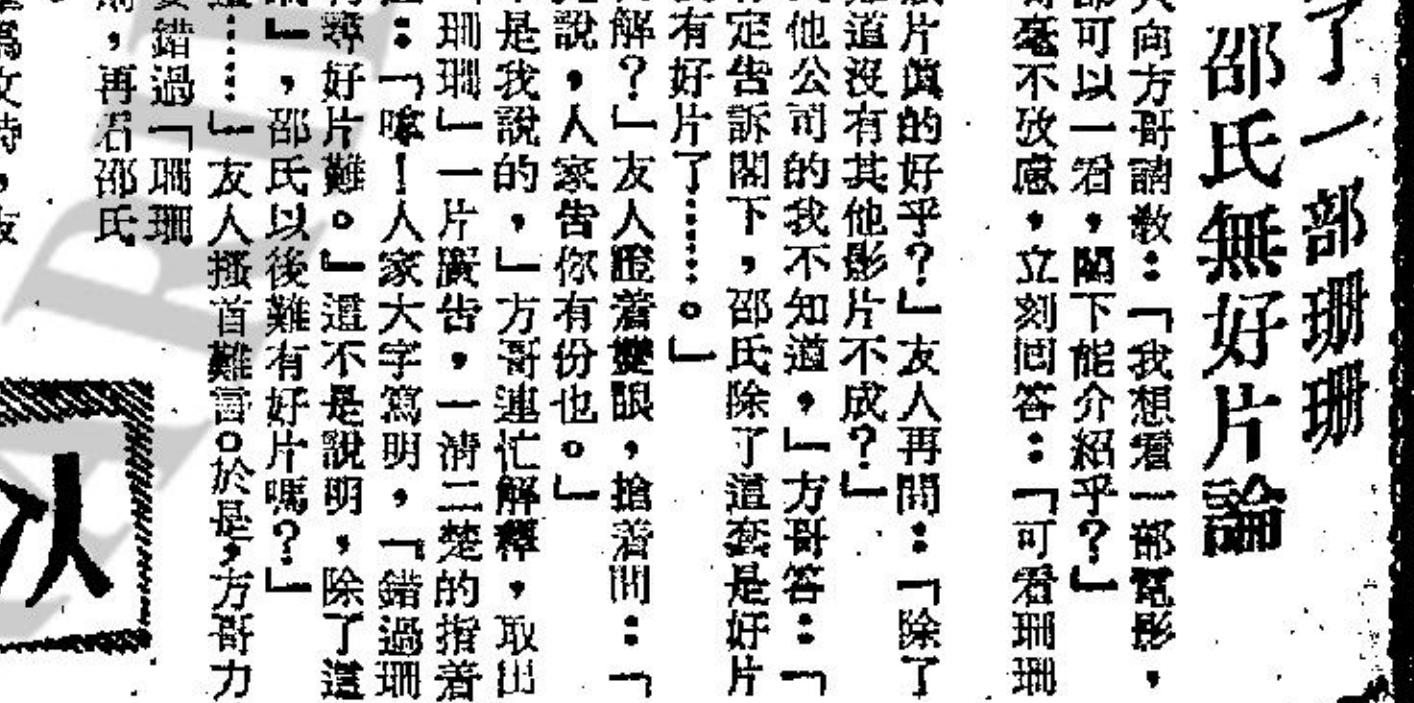 了一部珊珊
邵氏無好片論
向方哥請教：「我想看一部電影，
部可以一看，閣下能介紹乎？」
哥毫不攷慮，立刻回答：「可看珊珊
片眞的好乎？」友人再問：「除了
道沒有其他影片不成？」
他公司的我不知道，」方哥答：「
定告訴閣下，邵氏除了這套是好片
有好片了……。」
解？」友人瞪着雙眼，搶着問：「
說，人家告你有份也。」
是我說的，」方哥連忙解釋，取出
珊珊」一片廣告，一清二楚的指着
：「嗱！人家大字寫明，「錯過珊
尋好片難。』還不是說明，除了這
』，邵氏以後難有好片嗎？」
……」友人搔首難言。於是，方哥力
錯過「珊珊
，再看邵氏